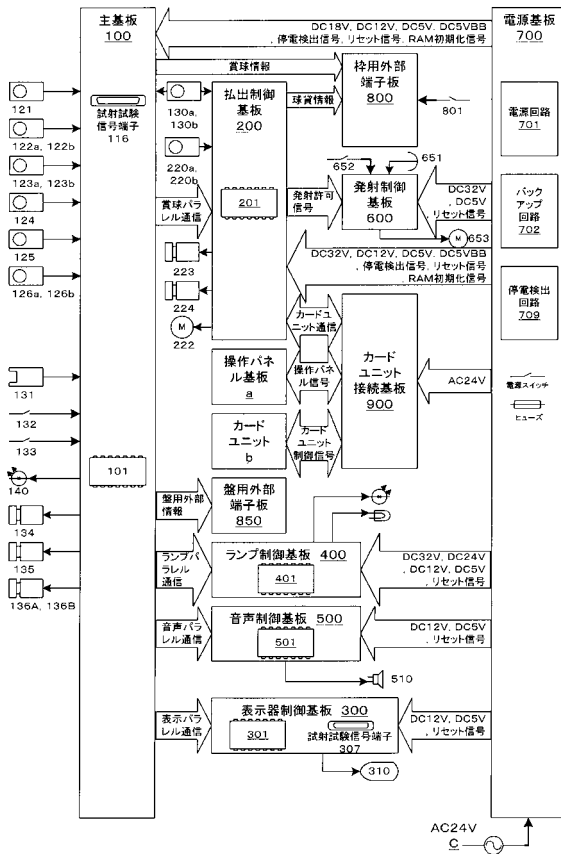 主基板
100
試射試験
信号端子
116
DC18V, DC12V, DC5V, DC5VBB
, 停電検出信号, リセット信号, RAM初期化信号
電源基板
700
賞球情報
121
122a, 122b
123a, 123b
124
125
126a, 126b
130a,
130b
220a,
220b
払出制御
基板
200
201
球貸情報
枠用外部
端子板
800
801
電源回路
701
652
651
賞球パラ
レル通信
発射許可
信号
発射制御
基板
600
M 653
DC32V
, DC5V
, リセット信号
バック
アップ
回路
702
223
224
M
222
DC32V, DC12V, DC5V, DC5VBB
, 停電検出信号, リセット信号,
RAM初期化信号
停電検出
回路
709
カードユ
ニット通信
操作パネ
ル基板
a
操作パネル
信号
カード
ユニット
接続基板
900
AC24V
電源スイッチ
ヒューズ
131
132
133
カード
ユニット
b
カード
ユニット
制御信号
101
140
134
135
136A, 136B
盤用外部
情報
盤用外部
端子板
850
ランプパ
ラレル
通信
ランプ制御基板 400
401
DC32V, DC24V
, DC12V, DC5V
, リセット信号
音声パラ
レル通信
音声制御基板 500
501
DC12V, DC5V
, リセット信号
510
表示パラ
レル通信
表示器制御基板 300
301
試射試験信号端子
307
DC12V, DC5V
, リセット信号
310
AC24V
C